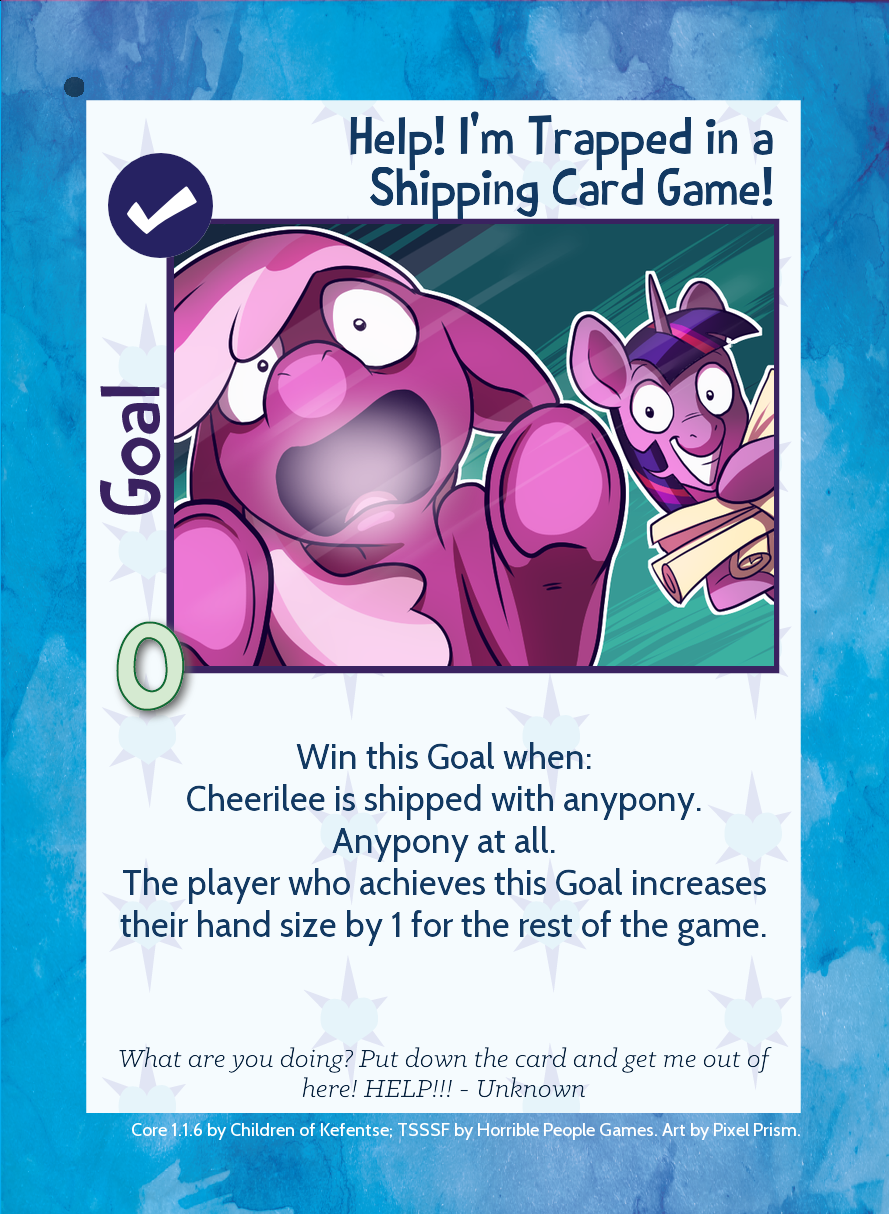 Help! I'm Trapped in a
Shipping Card Game!
Goal
0
Win this Goal when:
Cheerilee is shipped with anypony.
Anypony at all.
The player who achieves this Goal increases
their hand size by 1 for the rest of the game.
What are you doing? Put down the card and get me out of
here! HELP!!! - Unknown
Core 1.1.6 by Children of Kefentse; TSSSF by Horrible People Games. Art by Pixel Prism.